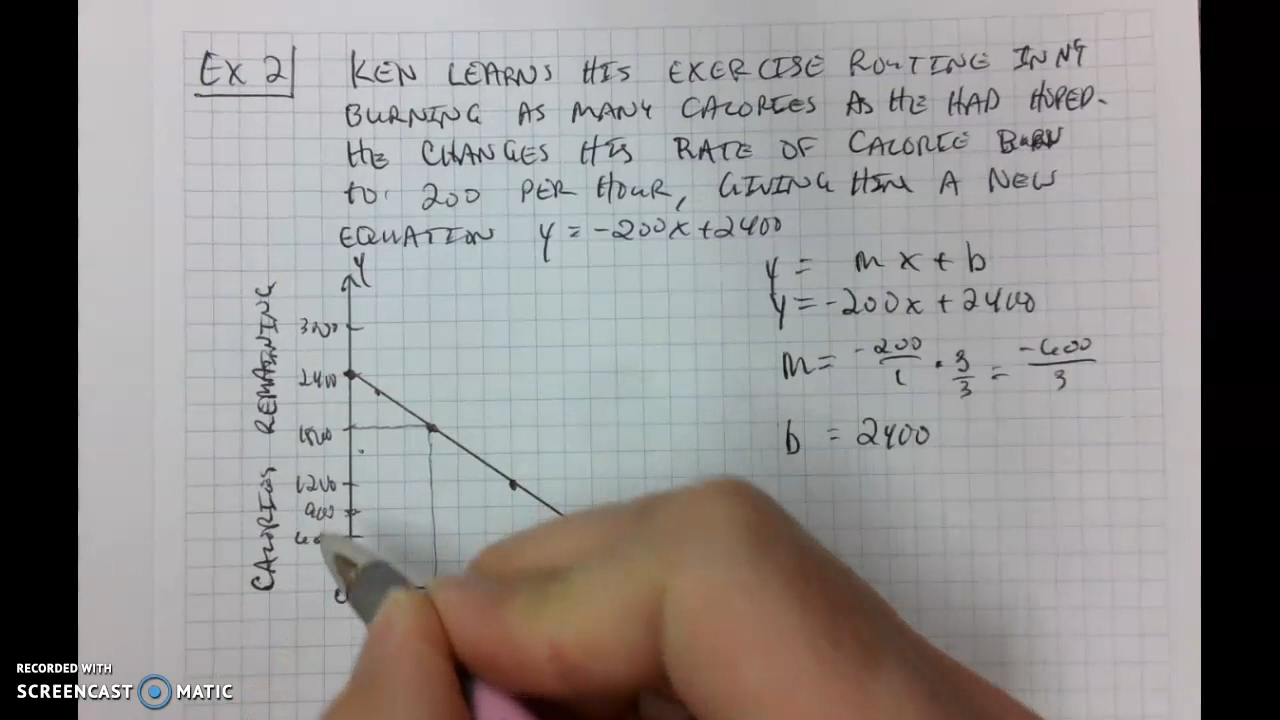 Ex 2
KEN LEARNS HIS EXERCISE ROUTINE ISN'T
BURNING AS MANY CALORIES AS HE HAD HOPED.
HE CHANGES HIS RATE OF CALORIE BURN
TO 200 PER HOUR, GIVING HIM A NEW
EQUATION y = -200x+2400
y
3000
2400
1800
1200
900
CALORIES REMAINING
y = mx + b
y = -200x + 2400
m = -200/1 · 3/3 = -600/3
b = 2400
RECORDED WITH
SCREENCAST MATIC